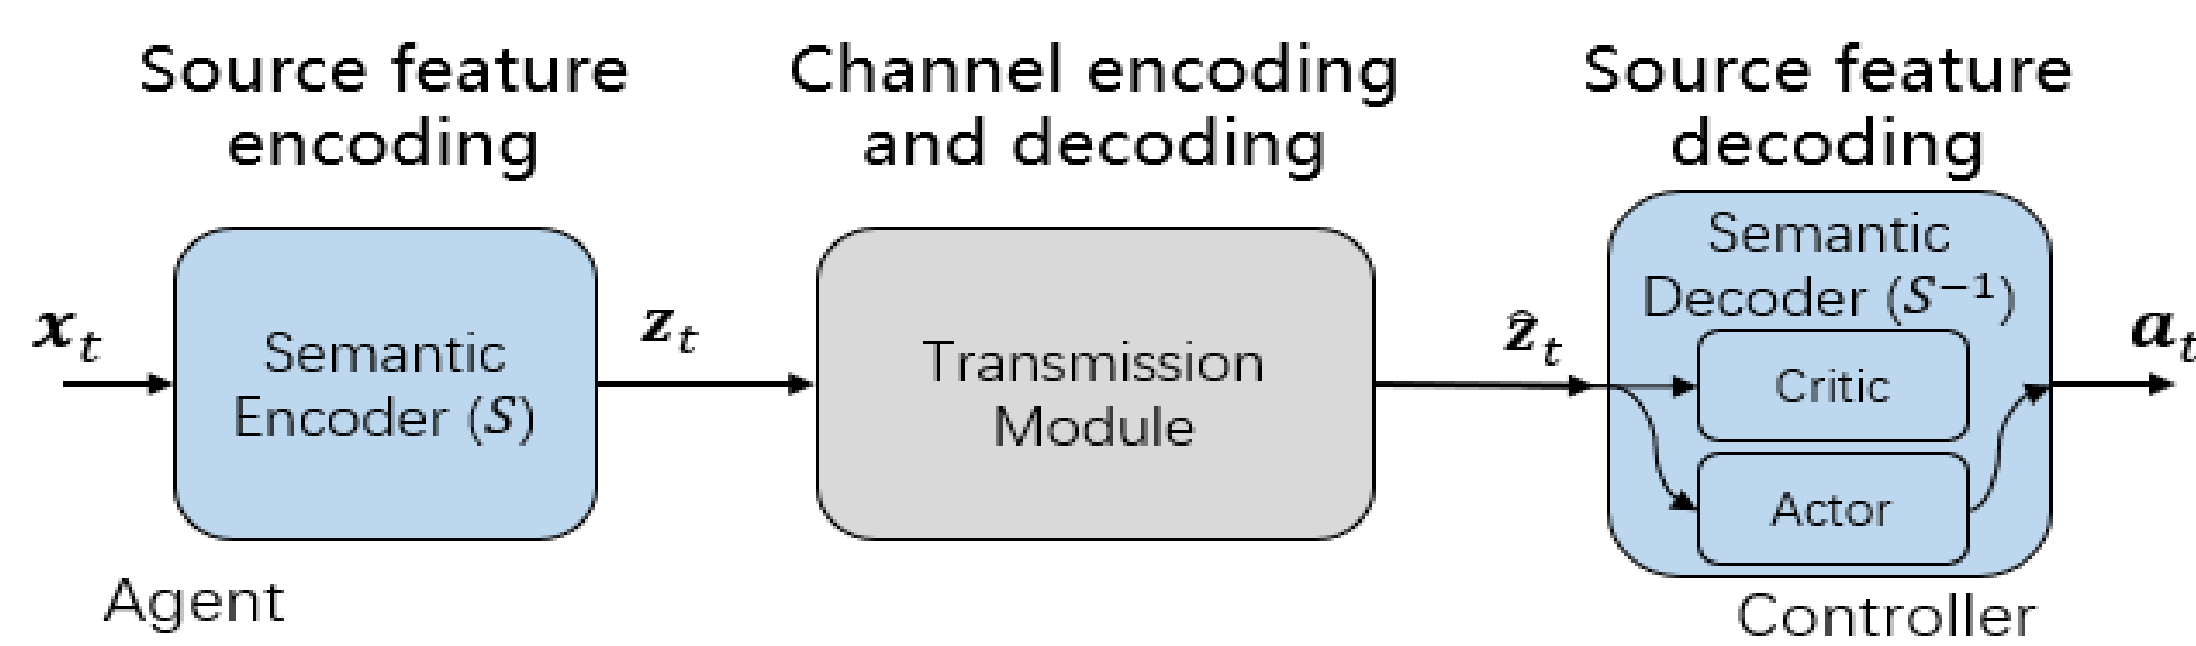 Source feature
encoding
Channel encoding
and decoding
Source feature
decoding
x_t
Semantic
Encoder (S)
z_t
Transmission
Module
ẑ_t
Semantic
Decoder (S⁻¹)
Critic
Actor
a_t
Agent
Controller